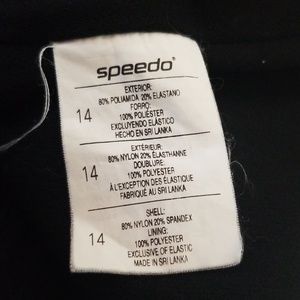 speedo
EXTERIOR:
80% POLIAMIDA 20% ELASTANO
FORRO:
14
100% POLIÉSTER
EXCLUYENDO ELÁSTICO
HECHO EN SRI LANKA
EXTÉRIEUR:
80% NYLON 20% ÉLASTHANNE
14
DOUBLURE:
100% POLYESTER
À L'EXCEPTION DES ÉLASTIQUE
FABRIQUÉ AU SRI LANKA
SHELL:
80% NYLON 20% SPANDEX
14
LINING:
100% POLYESTER
EXCLUSIVE OF ELASTIC
MADE IN SRI LANKA